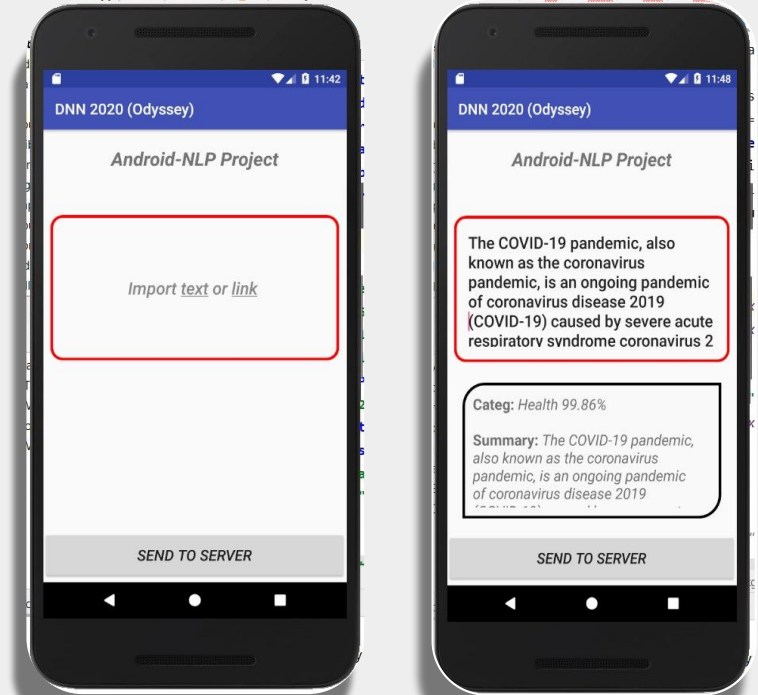 11:42
DNN 2020 (Odyssey)
Android-NLP Project
Import text or link
SEND TO SERVER
11:48
DNN 2020 (Odyssey)
Android-NLP Project
The COVID-19 pandemic, also
known as the coronavirus
pandemic, is an ongoing pandemic
of coronavirus disease 2019
(COVID-19) caused by severe acute
respiratory syndrome coronavirus 2
Categ: Health 99.86%
Summary: The COVID-19 pandemic,
also known as the coronavirus
pandemic, is an ongoing pandemic
of coronavirus disease 2019
SEND TO SERVER